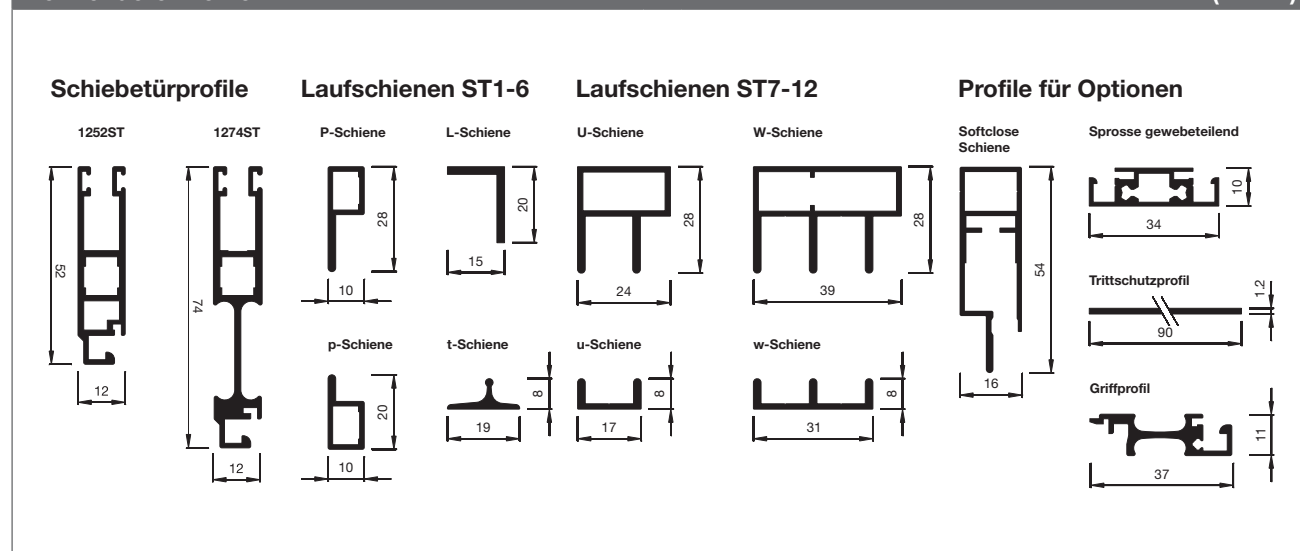 Schiebetürprofile
1252ST
1274ST
52
12
74
12
Laufschienen ST1-6
P-Schiene
L-Schiene
28
10
20
15
p-Schiene
t-Schiene
20
10
8
19
Laufschienen ST7-12
U-Schiene
W-Schiene
28
24
28
39
u-Schiene
w-Schiene
8
17
8
31
Profile für Optionen
Softclose
Schiene
54
16
Sprosse gewebeteilend
10
34
Trittschutzprofil
1.2
90
Griffprofil
11
37